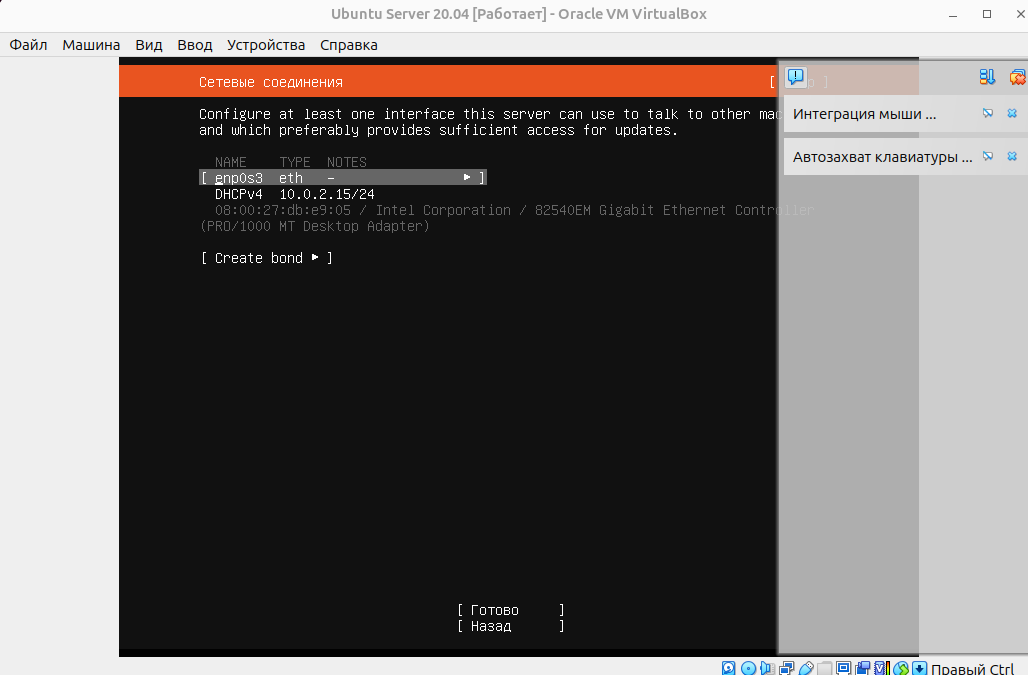 Ubuntu Server 20.04 [Работает] - Oracle VM VirtualBox
Файл Машина Вид Ввод Устройства Справка
Сетевые соединения [ ]
Configure at least one interface this server can use to talk to other
and which preferably provides sufficient access for updates.
NAME TYPE NOTES
[ enp0s3 eth – ▸ ]
DHCPv4 10.0.2.15/24
08:00:27:db:e9:05 / Intel Corporation / 82540EM Gigabit Ethernet Controller
(PRO/1000 MT Desktop Adapter)
[ Create bond ▸ ]
Интеграция мыши ...
Автозахват клавиатуры ...
[ Готово ]
[ Назад ]
Правый Ctrl